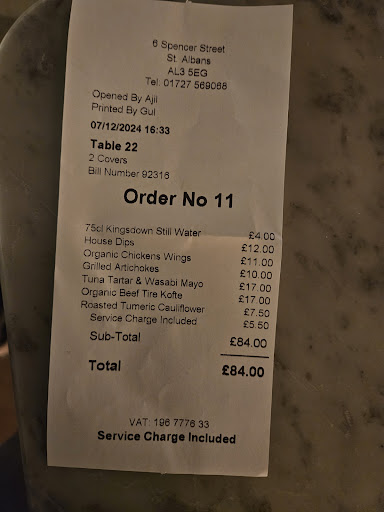 6 Spencer Street
St. Albans
AL3 5EG
Tel: 01727 569068
Opened By Ajil
Printed By Gul
07/12/2024 16:33
Table 22
2 Covers
Bill Number 92316
Order No 11
75cl Kingsdown Still Water £4.00
House Dips £12.00
Organic Chickens Wings £11.00
Grilled Artichokes £10.00
Tuna Tartar & Wasabi Mayo £17.00
Organic Beef Tire Kofte £17.00
Roasted Tumeric Cauliflower £7.50
Service Charge Included £5.50
Sub-Total £84.00
Total £84.00
VAT: 196 7776 33
Service Charge Included